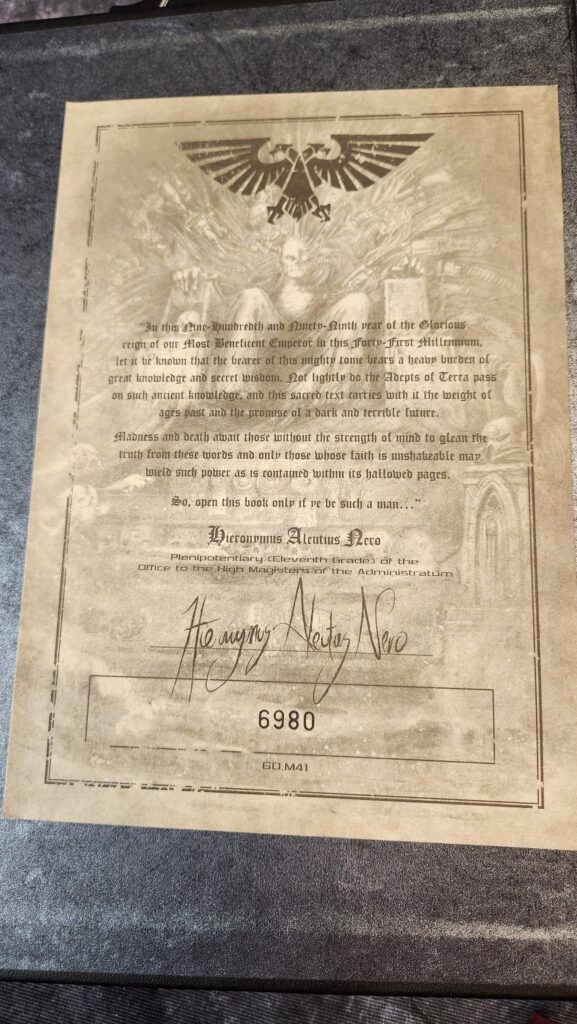 “In this Nine-Hundredth and Ninety-Ninth year of the Glorious
reign of our Most Beneficent Emperor in this Forty-First Millennium,
let it be known that the bearer of this mighty tome bears a heavy burden of
great knowledge and secret wisdom. Not lightly do the Adepts of Terra pass
on such ancient knowledge, and this sacred text carries with it the weight of
ages past and the promise of a dark and terrible future.
Madness and death await those without the strength of mind to glean the
truth from these words and only those whose faith is unshakeable may
wield such power as is contained within its hallowed pages.
So, open this book only if ye be such a man...”
Hieronymus Aleutius Nero
Plenipotentiary (Eleventh Grade) of the
Office to the High Magisters of the Administratum
6980
GD.M41